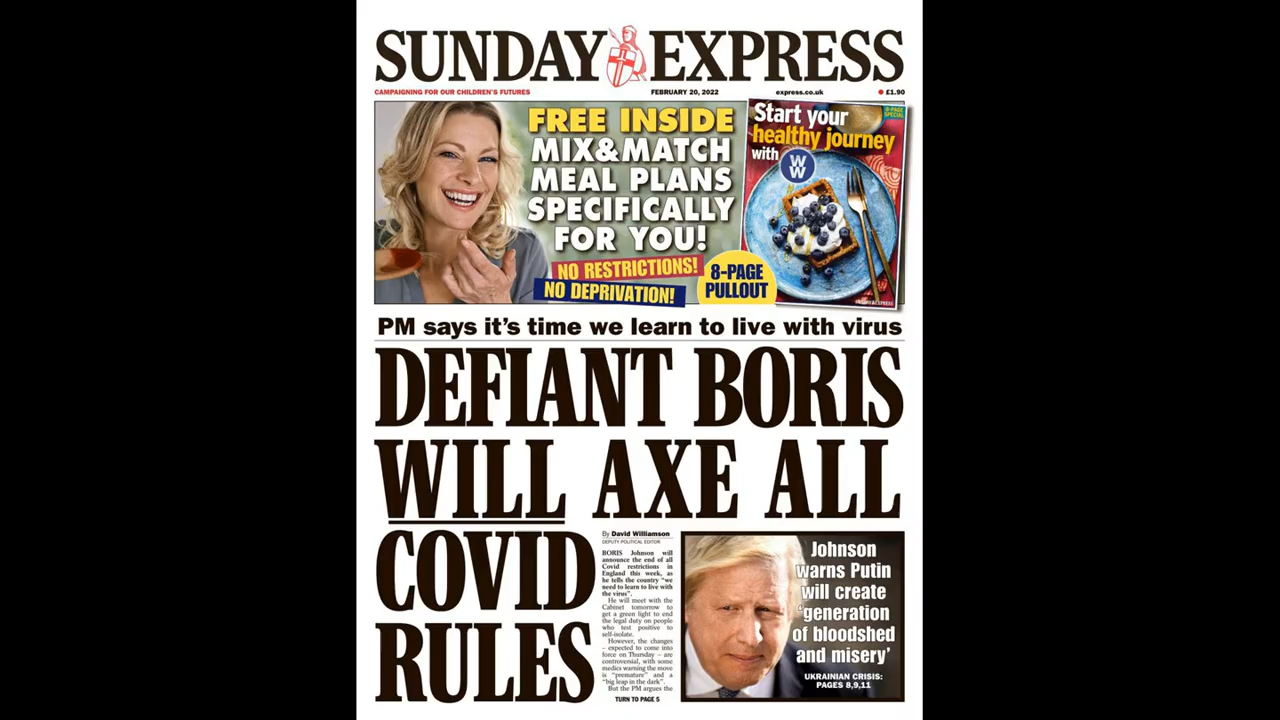 SUNDAY EXPRESS
CAMPAIGNING FOR OUR CHILDREN'S FUTURES
FEBRUARY 20, 2022
express.co.uk
£1.90
FREE INSIDE
MIX&MATCH
MEAL PLANS
SPECIFICALLY
FOR YOU!
NO RESTRICTIONS!
NO DEPRIVATION!
8-PAGE
PULLOUT
8-PAGE
SPECIAL
Start your
healthy journey
with
WW
PM says it's time we learn to live with virus
DEFIANT BORIS
WILL AXE ALL
COVID
RULES
By David Williamson
DEPUTY POLITICAL EDITOR
BORIS Johnson will
announce the end of all
Covid restrictions in
England this week, as
he tells the country "we
need to learn to live with
the virus".
He will meet with the
Cabinet tomorrow to
get a green light to end
the legal duty on people
who test positive to
self-isolate.
However, the changes
– expected to come into
force on Thursday – are
controversial, with some
medics warning the move
is "premature" and a
"big leap in the dark".
But the PM argues the
TURN TO PAGE 5
Johnson
warns Putin
will create
'generation
of bloodshed
and misery'
UKRAINIAN CRISIS:
PAGES 8,9,11